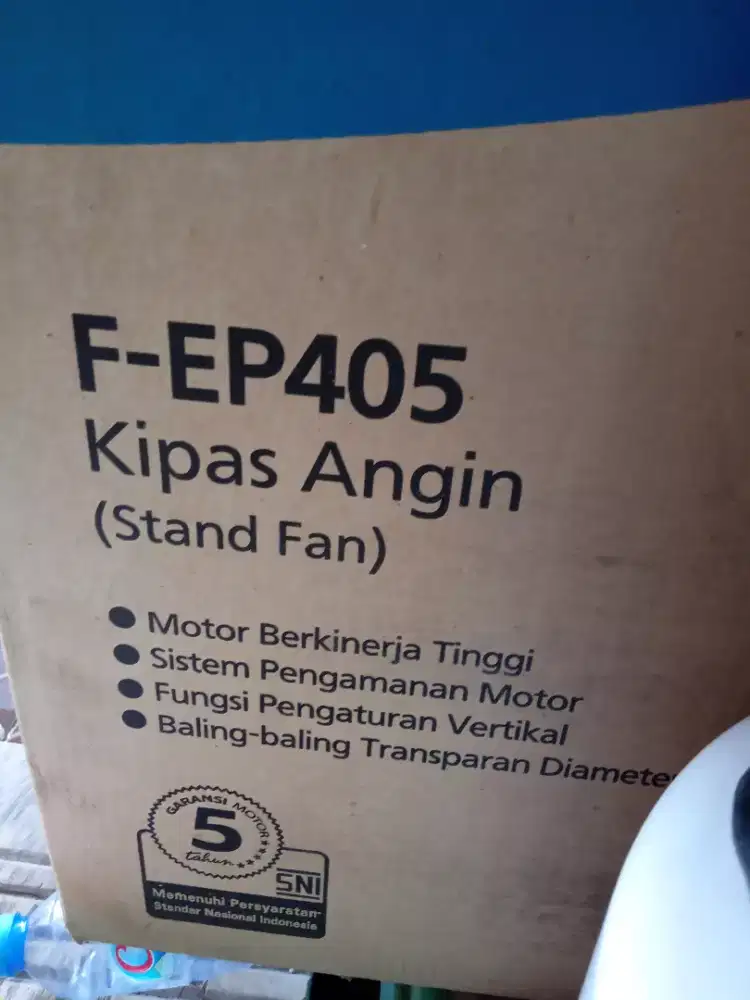 F-EP405
Kipas Angin
(Stand Fan)
● Motor Berkinerja Tinggi
● Sistem Pengamanan Motor
● Fungsi Pengaturan Vertikal
● Baling-baling Transparan Diamete
GARANSI MOTOR
5
tahun
SNI
Memenuhi Persyaratan
Standar Nasional Indonesia